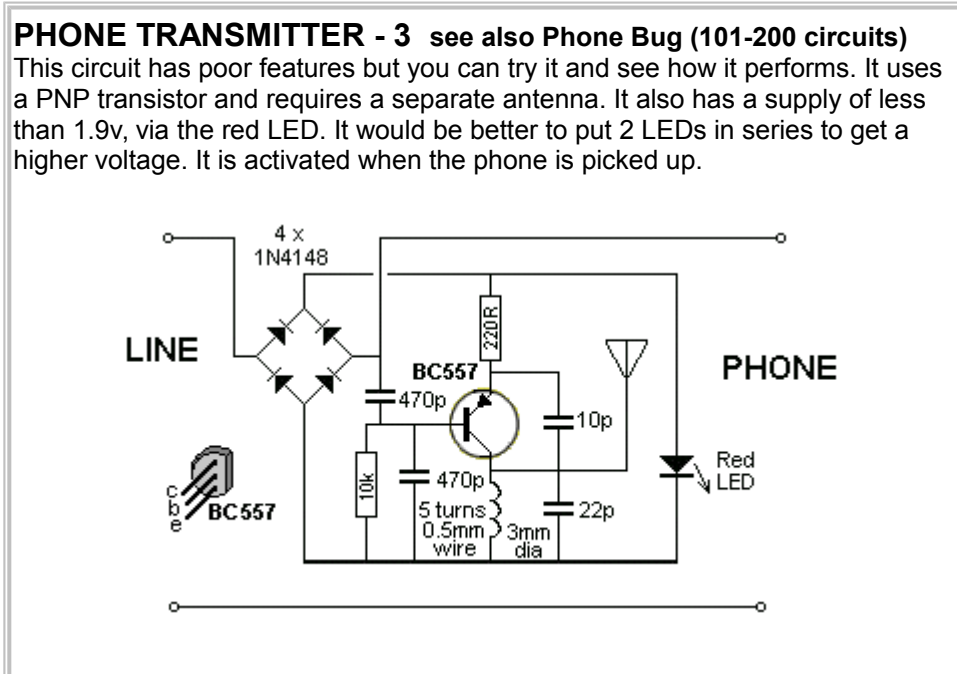 PHONE TRANSMITTER - 3 see also Phone Bug (101-200 circuits)
This circuit has poor features but you can try it and see how it performs. It uses
a PNP transistor and requires a separate antenna. It also has a supply of less
than 1.9v, via the red LED. It would be better to put 2 LEDs in series to get a
higher voltage. It is activated when the phone is picked up.
4 x
1N4148
LINE
220R
BC557
470p
10p
PHONE
10k
470p
Red
LED
c
b
e
BC557
5 turns
0.5mm
wire
3mm
dia
22p